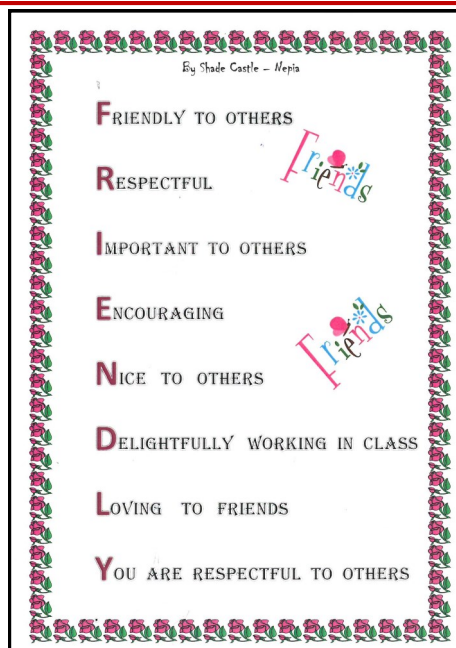 By Shade Castle – Nepia
FRIENDLY TO OTHERS
Friends
RESPECTFUL
IMPORTANT TO OTHERS
ENCOURAGING
Friends
NICE TO OTHERS
DELIGHTFULLY WORKING IN CLASS
LOVING TO FRIENDS
YOU ARE RESPECTFUL TO OTHERS